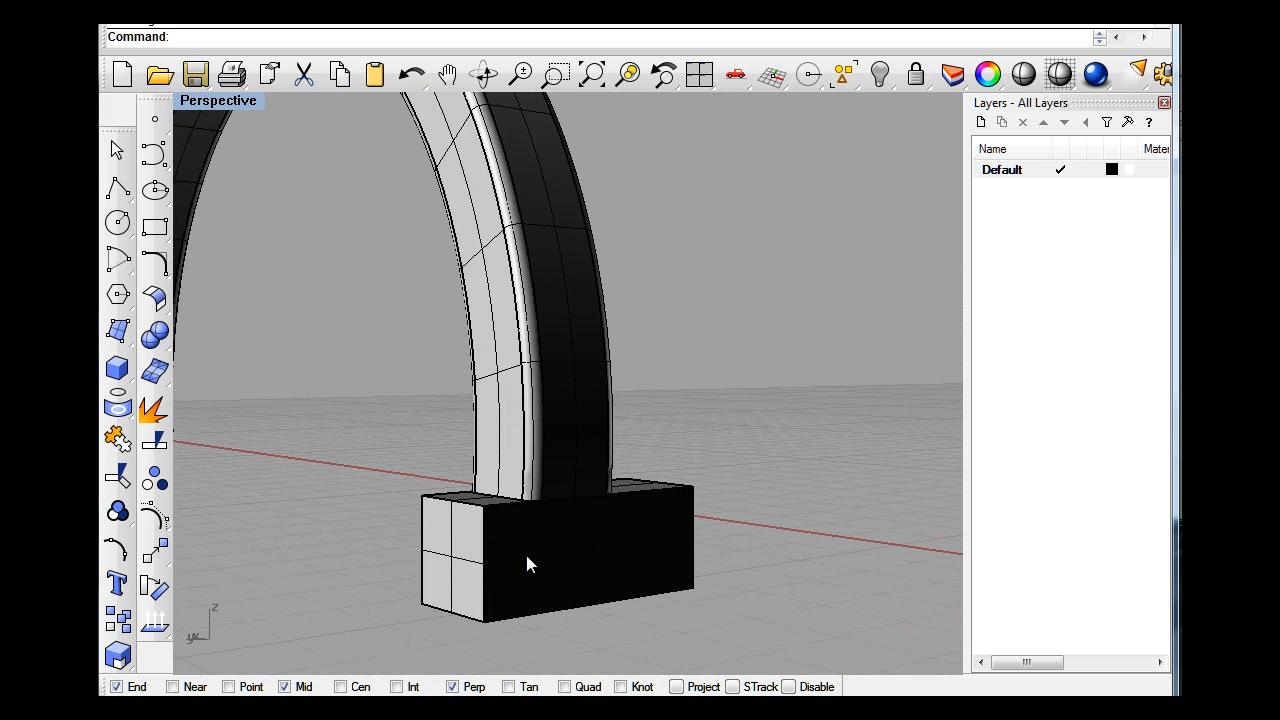 Command:
Perspective
Layers - All Layers
?
Name
Mater
Default
z
End
Near
Point
Mid
Cen
Int
Perp
Tan
Quad
Knot
Project
STrack
Disable